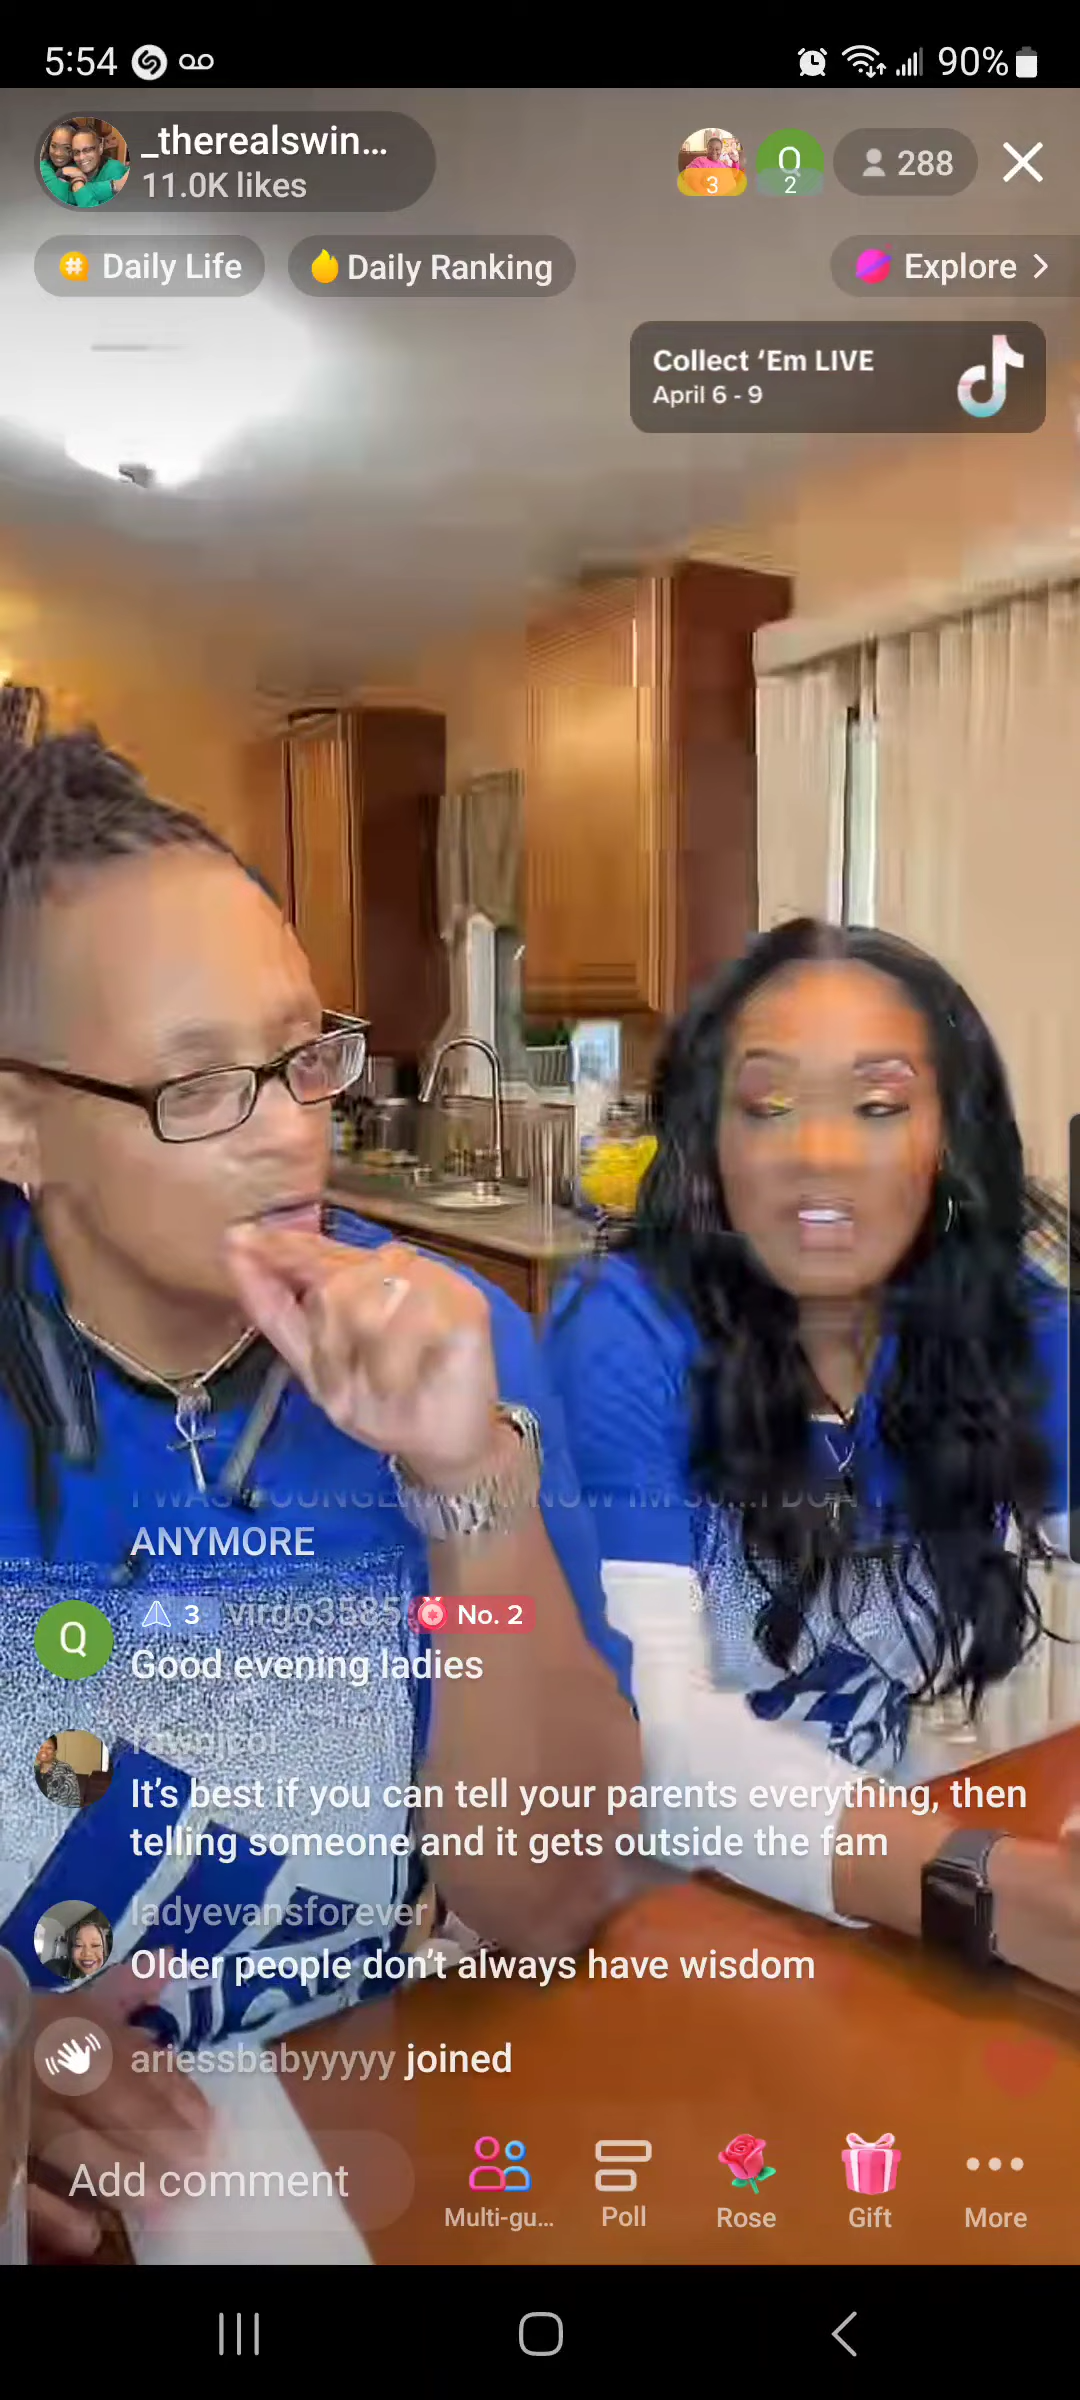 5:54
90%
_therealswin...
11.0K likes
3
Q
2
288
Daily Life
Daily Ranking
Explore
Collect ‘Em LIVE
April 6 - 9
ANYMORE
Q
3 virgo3585 No. 2
Good evening ladies
It’s best if you can tell your parents everything, then
telling someone and it gets outside the fam
ladyevansforever
Older people don’t always have wisdom
ariessbabyyyyy joined
Add comment
Multi-gu...
Poll
Rose
Gift
More